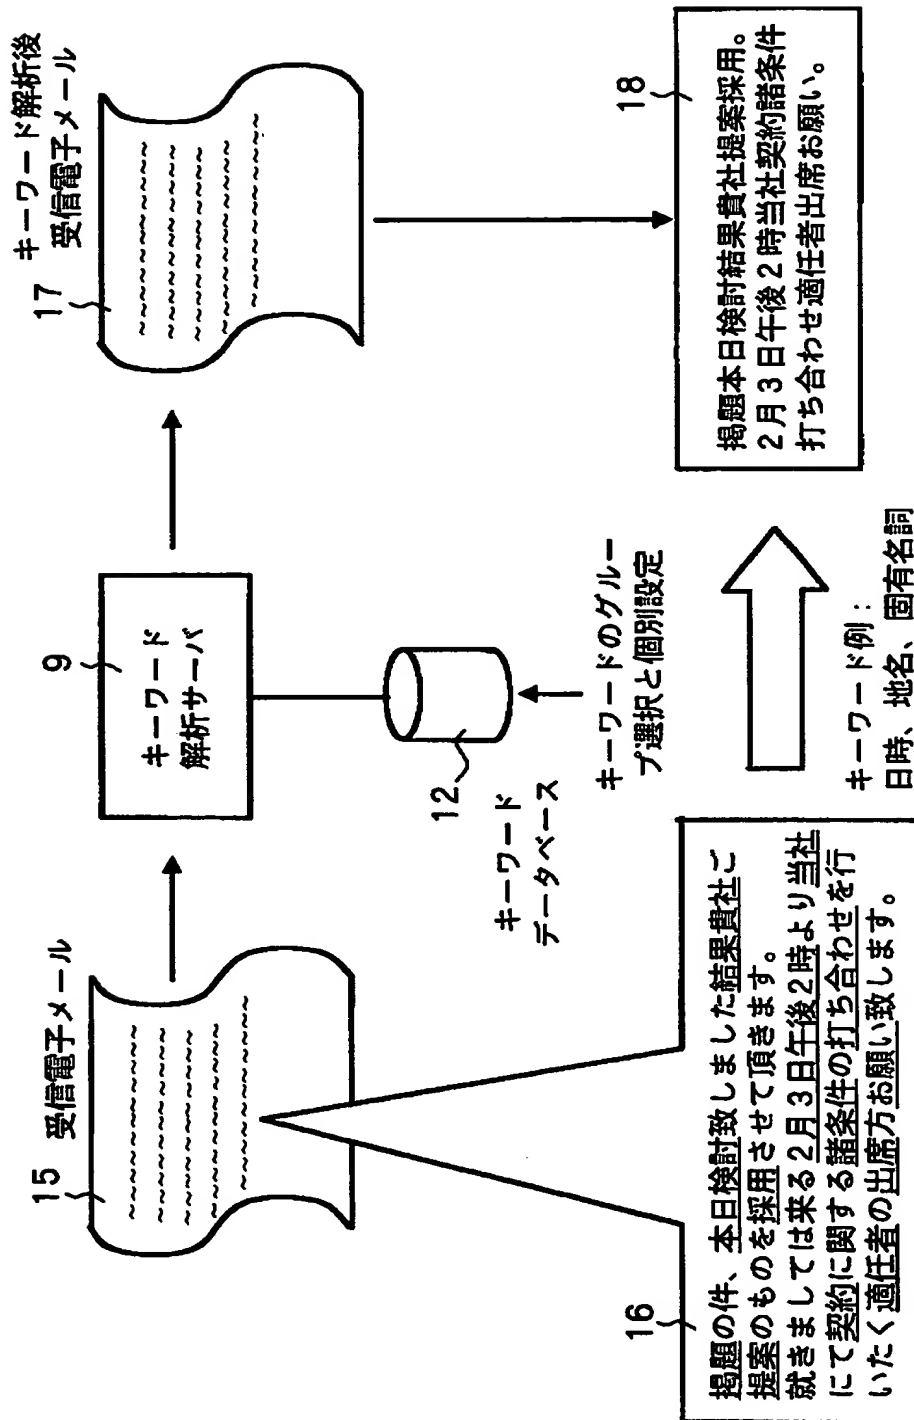 15
受信電子メール
9
キーワード
解析サーバ
17
キーワード解析後
受信電子メール
12
キーワード
データベース
キーワードのグルー
プ選択と個別設定
16
掲題の件、本日検討致しました結果貴社ご
提案のものを採用させて頂きます。
就きましては来る2月3日午後2時より当社
にて契約に関する諸条件の打ち合わせを行
いたく適任者の出席方お願い致します。
キーワード例：
日時、地名、固有名詞
18
掲題本日検討結果貴社提案採用。
2月3日午後2時当社契約諸条件
打ち合わせ適任者出席お願い。